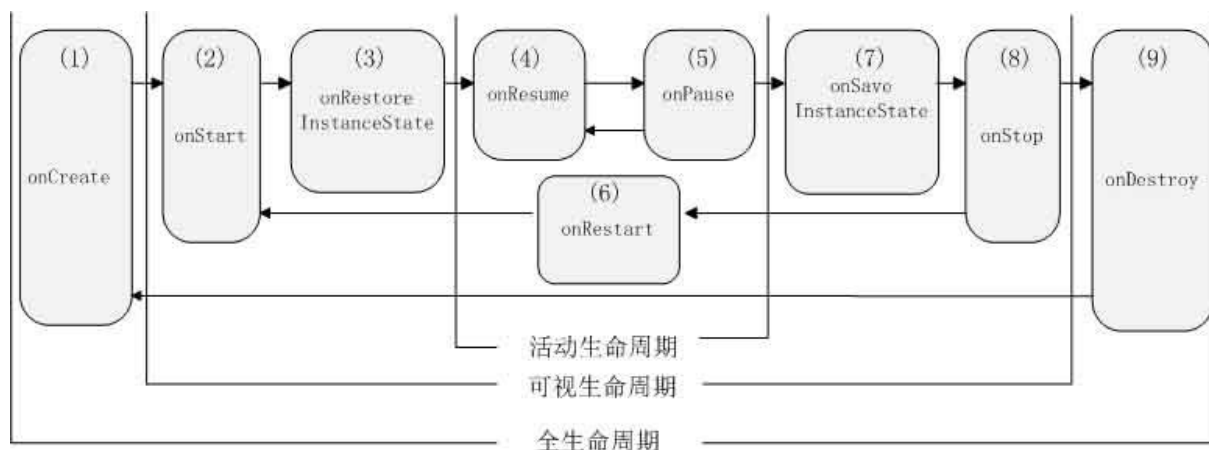 (1)
onCreate
(2)
onStart
(3)
onRestore
InstanceState
(4)
onResume
(5)
onPause
(6)
onRestart
(7)
onSave
InstanceState
(8)
onStop
(9)
onDestroy
活动生命周期
可视生命周期
全生命周期